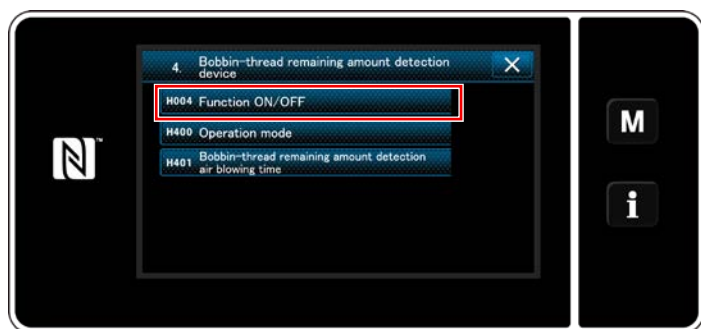 4. Bobbin-thread remaining amount detection
device
H004 Function ON/OFF
H400 Operation mode
H401 Bobbin-thread remaining amount detection
air blowing time
M
i